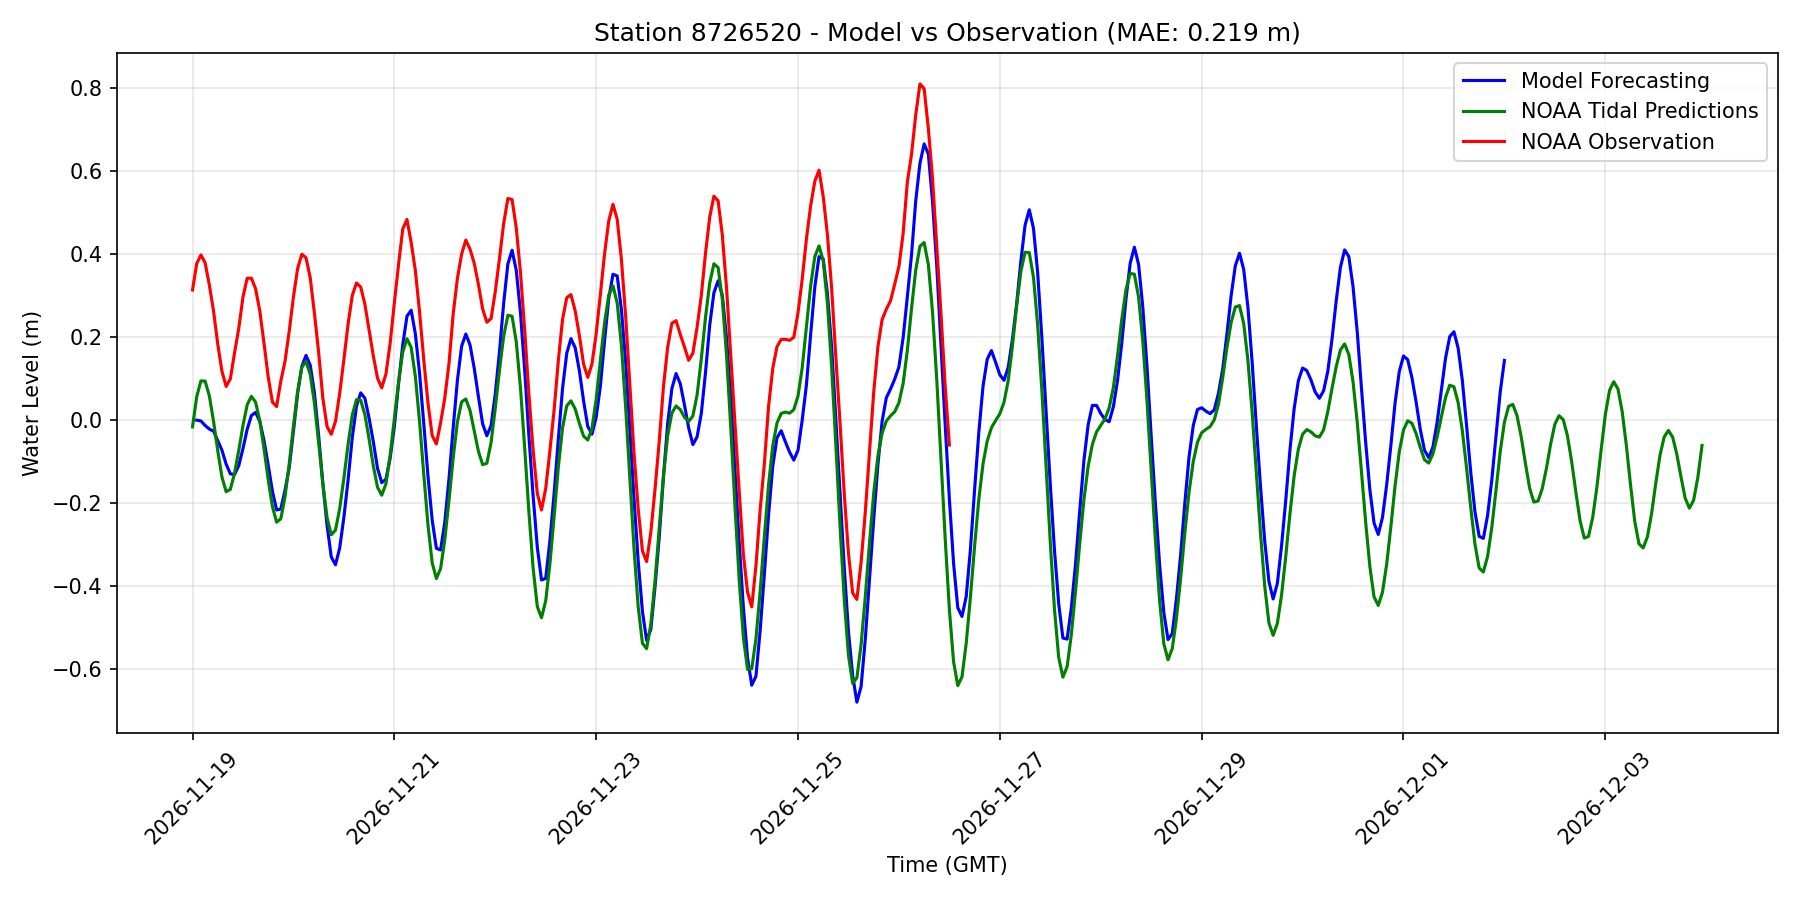 Station 8726520 - Model vs Observation (MAE: 0.219 m)
Model Forecasting
NOAA Tidal Predictions
NOAA Observation
Water Level (m)
0.8
0.6
0.4
0.2
0.0
−0.2
−0.4
−0.6
2026-11-19
2026-11-21
2026-11-23
2026-11-25
2026-11-27
2026-11-29
2026-12-01
2026-12-03
Time (GMT)